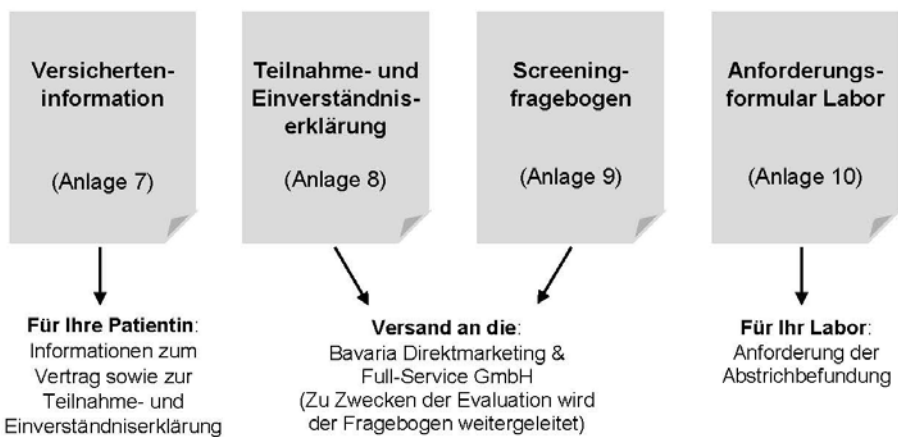 Versicherten-
information
(Anlage 7)
Teilnahme- und
Einverständnis-
erklärung
(Anlage 8)
Screening-
fragebogen
(Anlage 9)
Anforderungs-
formular Labor
(Anlage 10)
Für Ihre Patientin:
Informationen zum
Vertrag sowie zur
Teilnahme- und
Einverständniserklärung
Versand an die:
Bavaria Direktmarketing &
Full-Service GmbH
(Zu Zwecken der Evaluation wird
der Fragebogen weitergeleitet)
Für Ihr Labor:
Anforderung der
Abstrichbefundung